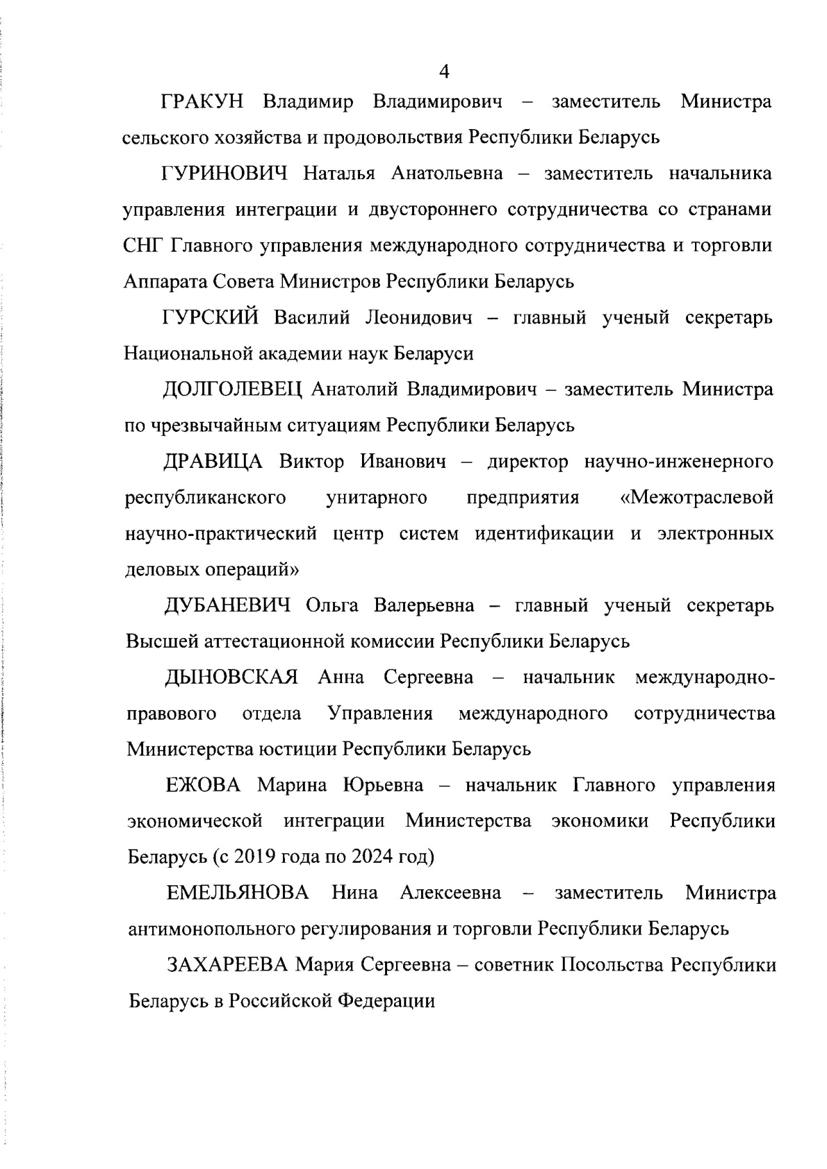 4
ГРАКУН Владимир Владимирович – заместитель Министра
сельского хозяйства и продовольствия Республики Беларусь
ГУРИНОВИЧ Наталья Анатольевна – заместитель начальника
управления интеграции и двустороннего сотрудничества со странами
СНГ Главного управления международного сотрудничества и торговли
Аппарата Совета Министров Республики Беларусь
ГУРСКИЙ Василий Леонидович – главный ученый секретарь
Национальной академии наук Беларуси
ДОЛГОЛЕВЕЦ Анатолий Владимирович – заместитель Министра
по чрезвычайным ситуациям Республики Беларусь
ДРАВИЦА Виктор Иванович – директор научно-инженерного
республиканского унитарного предприятия «Межотраслевой
научно-практический центр систем идентификации и электронных
деловых операций»
ДУБАНЕВИЧ Ольга Валерьевна – главный ученый секретарь
Высшей аттестационной комиссии Республики Беларусь
ДЫНОВСКАЯ Анна Сергеевна – начальник международно-
правового отдела Управления международного сотрудничества
Министерства юстиции Республики Беларусь
ЕЖОВА Марина Юрьевна – начальник Главного управления
экономической интеграции Министерства экономики Республики
Беларусь (с 2019 года по 2024 год)
ЕМЕЛЬЯНОВА Нина Алексеевна – заместитель Министра
антимонопольного регулирования и торговли Республики Беларусь
ЗАХАРЕЕВА Мария Сергеевна – советник Посольства Республики
Беларусь в Российской Федерации